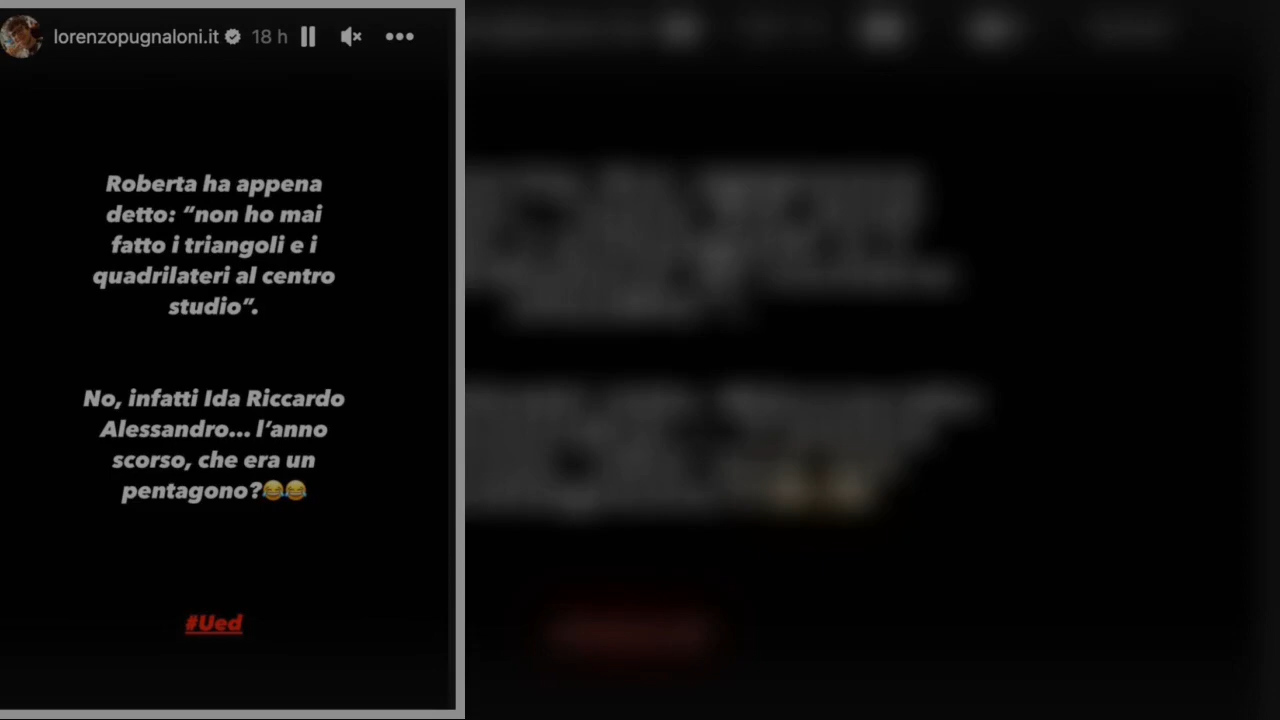 lorenzopugnaloni.it 18 h
Roberta ha appena
detto: “non ho mai
fatto i triangoli e i
quadrilateri al centro
studio”.
No, infatti Ida Riccardo
Alessandro... l’anno
scorso, che era un
pentagono?😂😂
#Ued